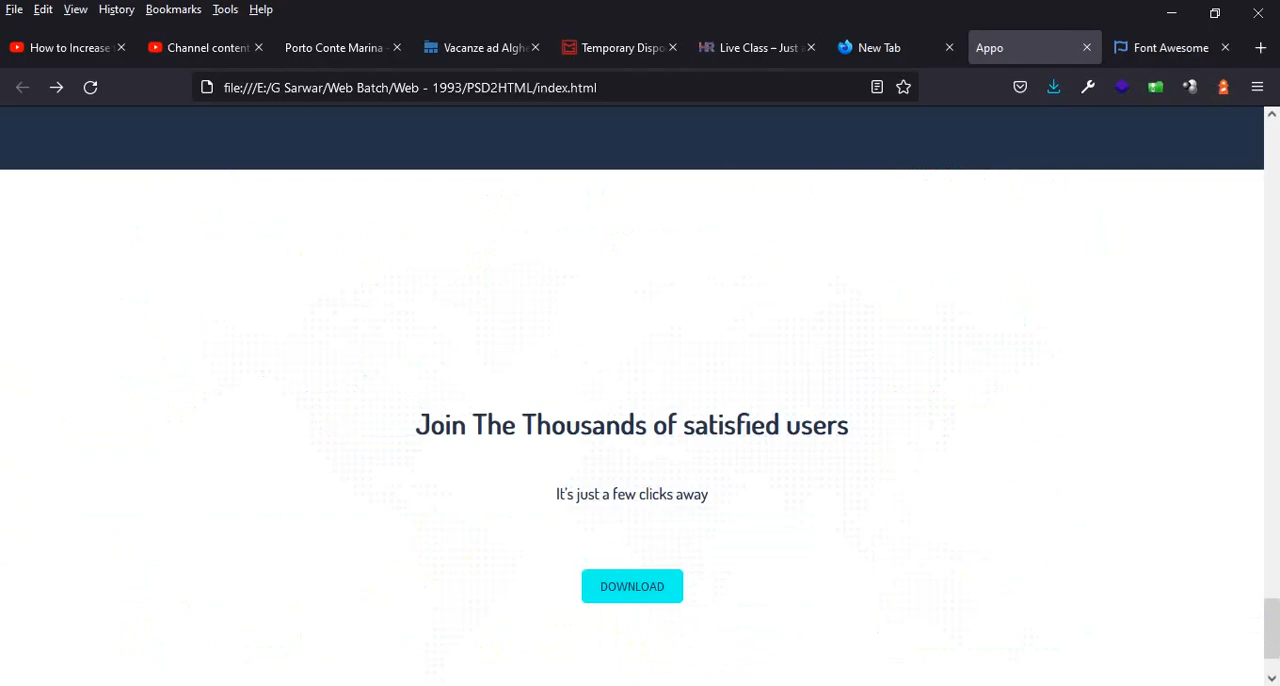 File Edit View History Bookmarks Tools Help
How to Increase Channel content Porto Conte Marina - Vacanze ad Alghe Temporary Dispo Live Class – Just a New Tab Appo Font Awesome
file:///E:/G Sarwar/Web Batch/Web - 1993/PSD2HTML/index.html
Join The Thousands of satisfied users
It's just a few clicks away
DOWNLOAD